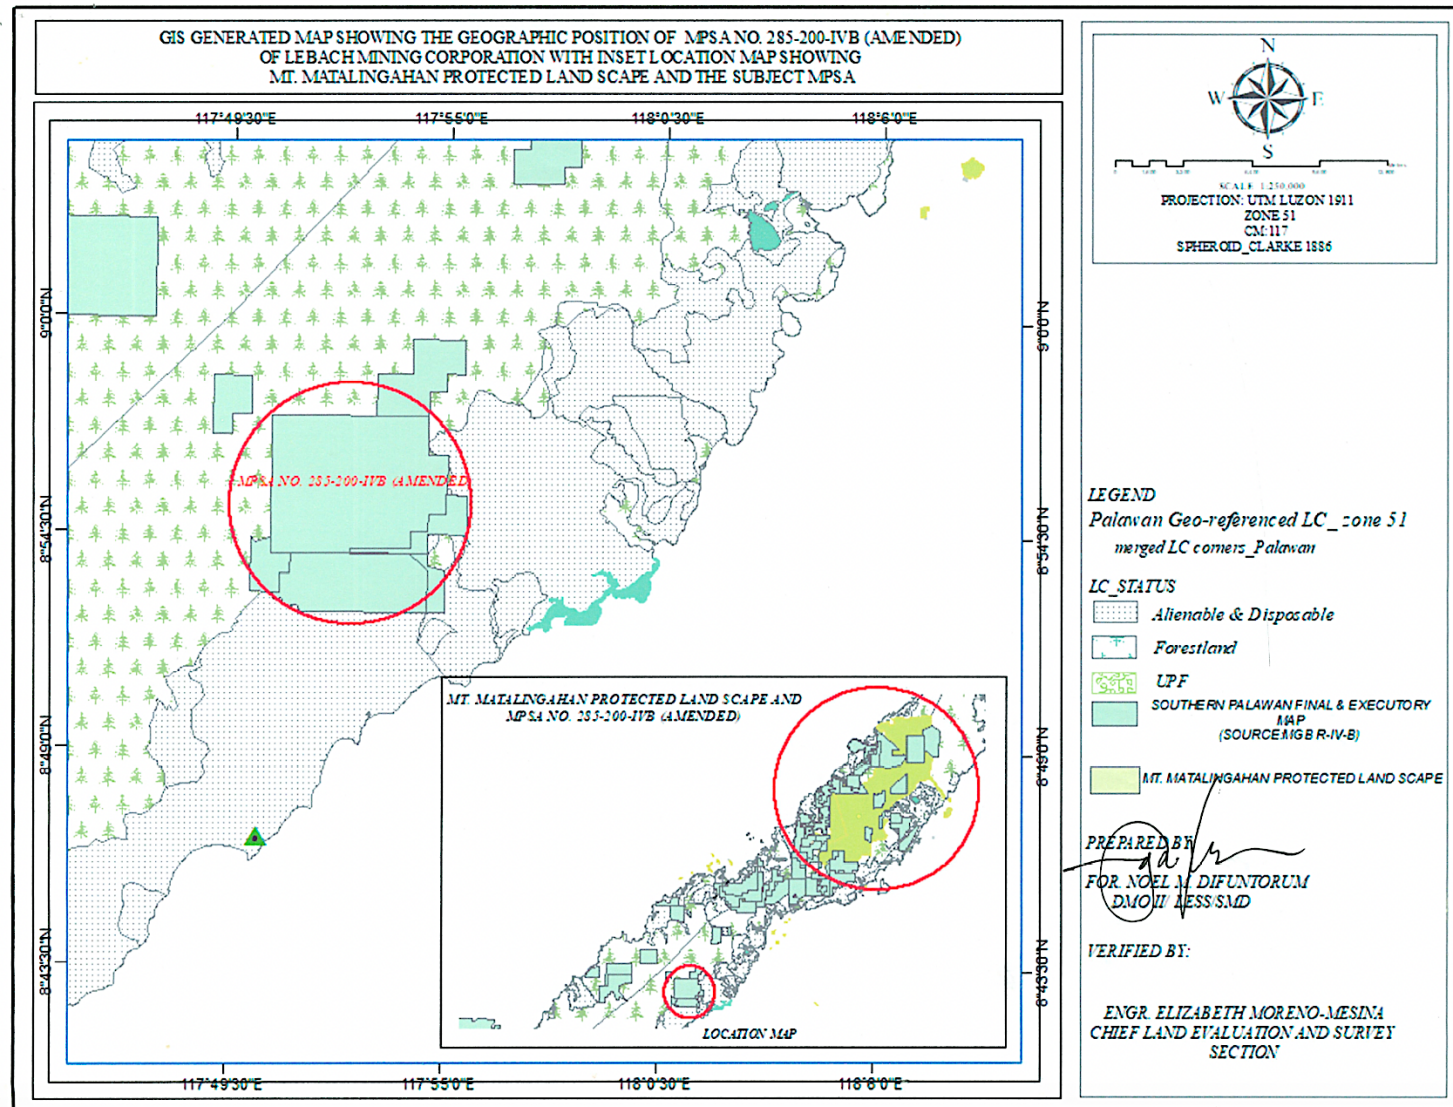 GIS GENERATED MAP SHOWING THE GEOGRAPHIC POSITION OF MPSA NO. 285-200-IVB (AMENDED)
OF LEBACH MINING CORPORATION WITH INSET LOCATION MAP SHOWING
MT. MATALINGAHAN PROTECTED LAND SCAPE AND THE SUBJECT MPSA
117°49'30"E
117°55'0"E
118°0'30"E
118°6'0"E
9°0'0"N
8°54'30"N
8°49'0"N
8°43'30"N
MPSA NO. 285-200-IVB (AMENDED)
MT. MATALINGAHAN PROTECTED LAND SCAPE AND
MPSA NO. 285-200-IVB (AMENDED)
LOCATION MAP
9°0'0"N
8°54'30"N
8°49'0"N
8°43'30"N
117°49'30"E
117°55'0"E
118°0'30"E
118°6'0"E
N
W E
S
SCALE 1:250,000
PROJECTION: UTM LUZON 1911
ZONE 51
CM:117
SPHEROID_CLARKE 1886
LEGEND
Palawan Geo-referenced LC_ zone 51
merged LC corners_Palawan
LC_STATUS
Alienable & Disposable
Forestland
UPF
SOUTHERN PALAWAN FINAL & EXECUTORY
MAP
(SOURCE:MGB R-IV-B)
MT. MATALINGAHAN PROTECTED LAND SCAPE
PREPARED BY
FOR. NOEL M. DIFUNTORUM
DMO II/ LESS/SMD
VERIFIED BY:
ENGR. ELIZABETH MORENO-MESINA
CHIEF LAND EVALUATION AND SURVEY
SECTION